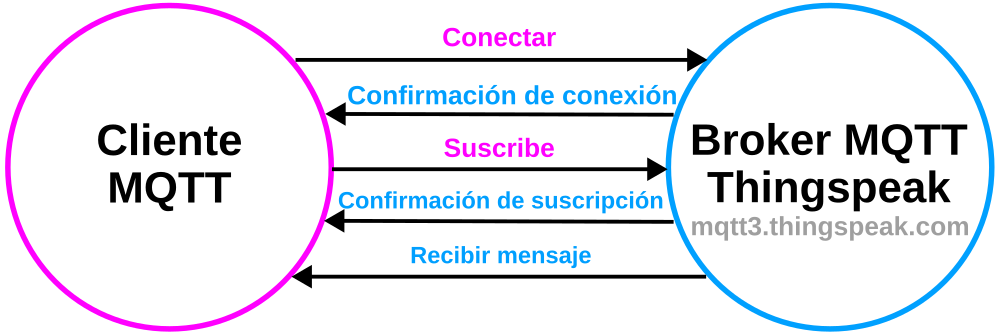 Conectar
Confirmación de conexión
Cliente
MQTT
Suscribe
Broker MQTT
Thingspeak
mqtt3.thingspeak.com
Confirmación de suscripción
Recibir mensaje